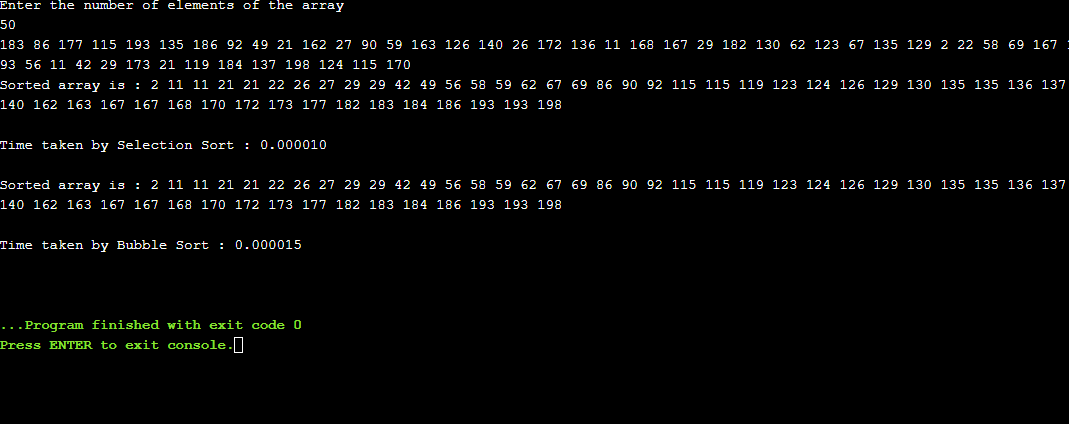 Enter the number of elements of the array
50
183 86 177 115 193 135 186 92 49 21 162 27 90 59 163 126 140 26 172 136 11 168 167 29 182 130 62 123 67 135 129 2 22 58 69 167
93 56 11 42 29 173 21 119 184 137 198 124 115 170
Sorted array is : 2 11 11 21 21 22 26 27 29 29 42 49 56 58 59 62 67 69 86 90 92 115 115 119 123 124 126 129 130 135 135 136 137
140 162 163 167 167 168 170 172 173 177 182 183 184 186 193 193 198
Time taken by Selection Sort : 0.000010
Sorted array is : 2 11 11 21 21 22 26 27 29 29 42 49 56 58 59 62 67 69 86 90 92 115 115 119 123 124 126 129 130 135 135 136 137
140 162 163 167 167 168 170 172 173 177 182 183 184 186 193 193 198
Time taken by Bubble Sort : 0.000015
...Program finished with exit code 0
Press ENTER to exit console.